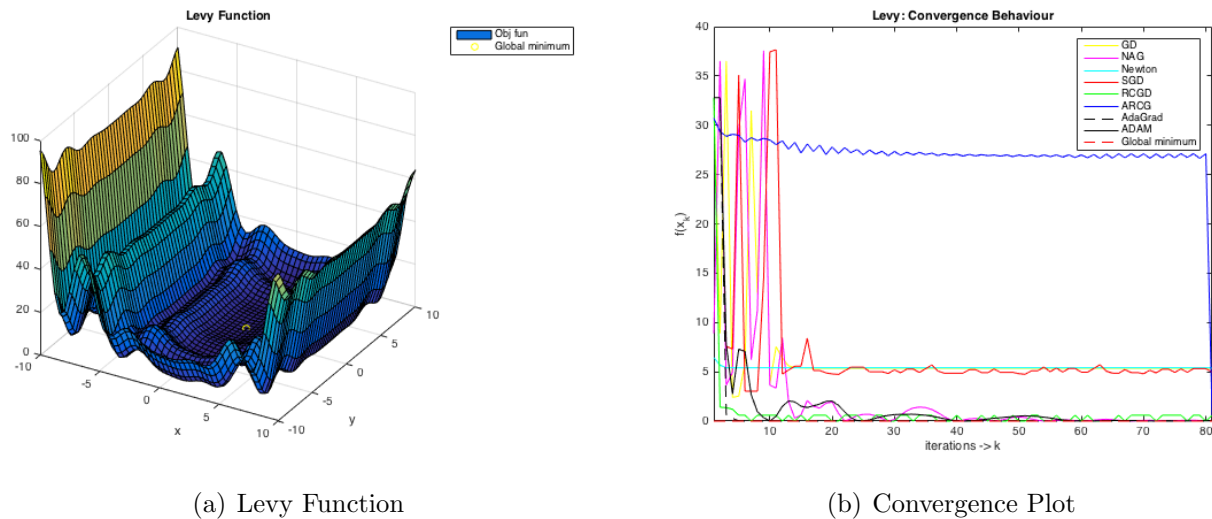 Levy Function
Obj fun
Global minimum
100
80
60
40
20
0
-10
-5
0
5
10
x
-10
-5
0
5
10
y
Levy: Convergence Behaviour
GD
NAG
Newton
SGD
RCGD
ARCG
AdaGrad
ADAM
Global minimum
40
35
30
25
20
15
10
5
0
f(x_k)
10
20
30
40
50
60
70
80
iterations -> k
(a) Levy Function
(b) Convergence Plot